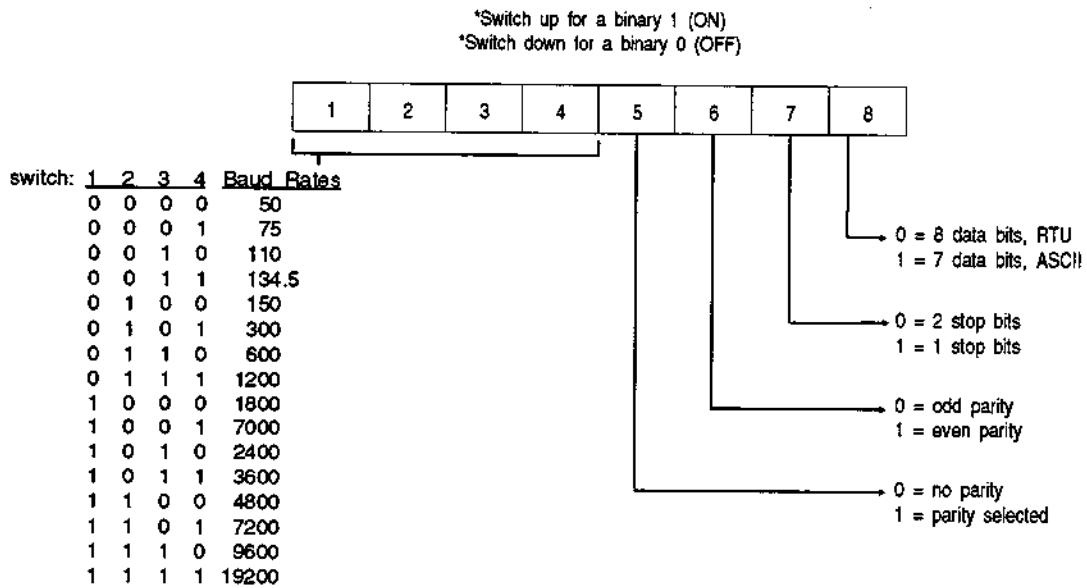 *Switch up for a binary 1 (ON)
*Switch down for a binary 0 (OFF)
1 2 3 4 5 6 7 8
switch: 1 2 3 4 Baud Rates
0 0 0 0 50
0 0 0 1 75
0 0 1 0 110
0 0 1 1 134.5
0 1 0 0 150
0 1 0 1 300
0 1 1 0 600
0 1 1 1 1200
1 0 0 0 1800
1 0 0 1 7000
1 0 1 0 2400
1 0 1 1 3600
1 1 0 0 4800
1 1 0 1 7200
1 1 1 0 9600
1 1 1 1 19200
0 = 8 data bits, RTU
1 = 7 data bits, ASCII
0 = 2 stop bits
1 = 1 stop bits
0 = odd parity
1 = even parity
0 = no parity
1 = parity selected